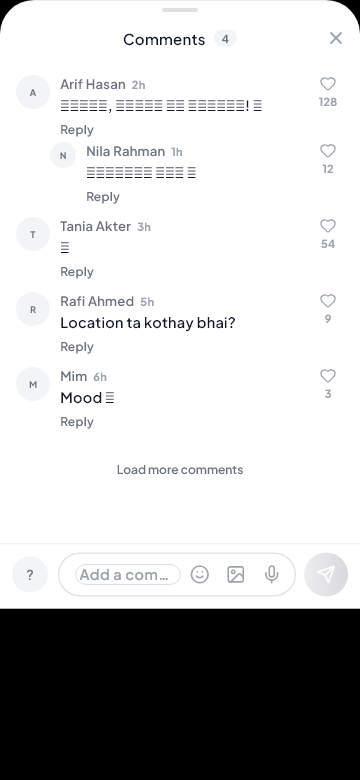 Comments 4
A
Arif Hasan 2h
128
Reply
N
Nila Rahman 1h
12
Reply
T
Tania Akter 3h
54
Reply
R
Rafi Ahmed 5h
Location ta kothay bhai?
9
Reply
M
Mim 6h
Mood
3
Reply
Load more comments
?
Add a com...